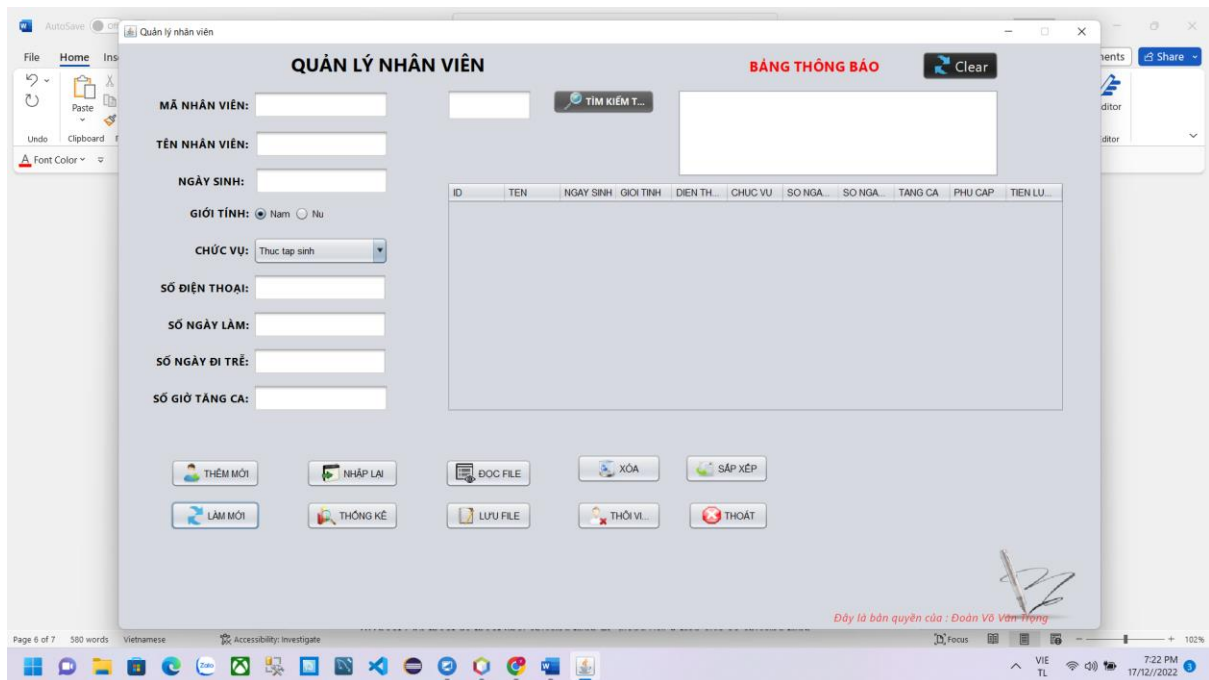 AutoSave
Quản lý nhân viên
File Home Ins
Share
QUẢN LÝ NHÂN VIÊN
BẢNG THÔNG BÁO
Clear
Paste
Undo Clipboard
Font Color
MÃ NHÂN VIÊN:
TÌM KIẾM T...
TÊN NHÂN VIÊN:
NGÀY SINH:
ID TEN NGAY SINH GIOI TINH DIEN TH... CHUC VU SO NGA... SO NGA... TANG CA PHU CAP TIEN LU...
GIỚI TÍNH: Nam Nu
CHỨC VỤ: Thuc tap sinh
SỐ ĐIỆN THOẠI:
SỐ NGÀY LÀM:
SỐ NGÀY ĐI TRỄ:
SỐ GIỜ TĂNG CA:
THÊM MỚI NHẬP LẠI ĐỌC FILE XÓA SẮP XẾP
LÀM MỚI THỐNG KÊ LƯU FILE THÔI VI... THOÁT
Đây là bản quyền của : Đoàn Võ Văn Trọng
Page 6 of 7 580 words Vietnamese Accessibility: Investigate Focus 102%
Zalo
VIE
TL
7:22 PM
17/12//2022
3